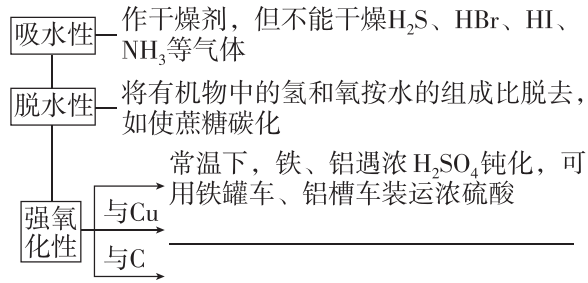 吸水性
作干燥剂，但不能干燥H₂S、HBr、HI、
NH₃等气体
脱水性
将有机物中的氢和氧按水的组成比脱去，
如使蔗糖碳化
强氧
化性
常温下，铁、铝遇浓H₂SO₄钝化，可
用铁罐车、铝槽车装运浓硫酸
与Cu
与C